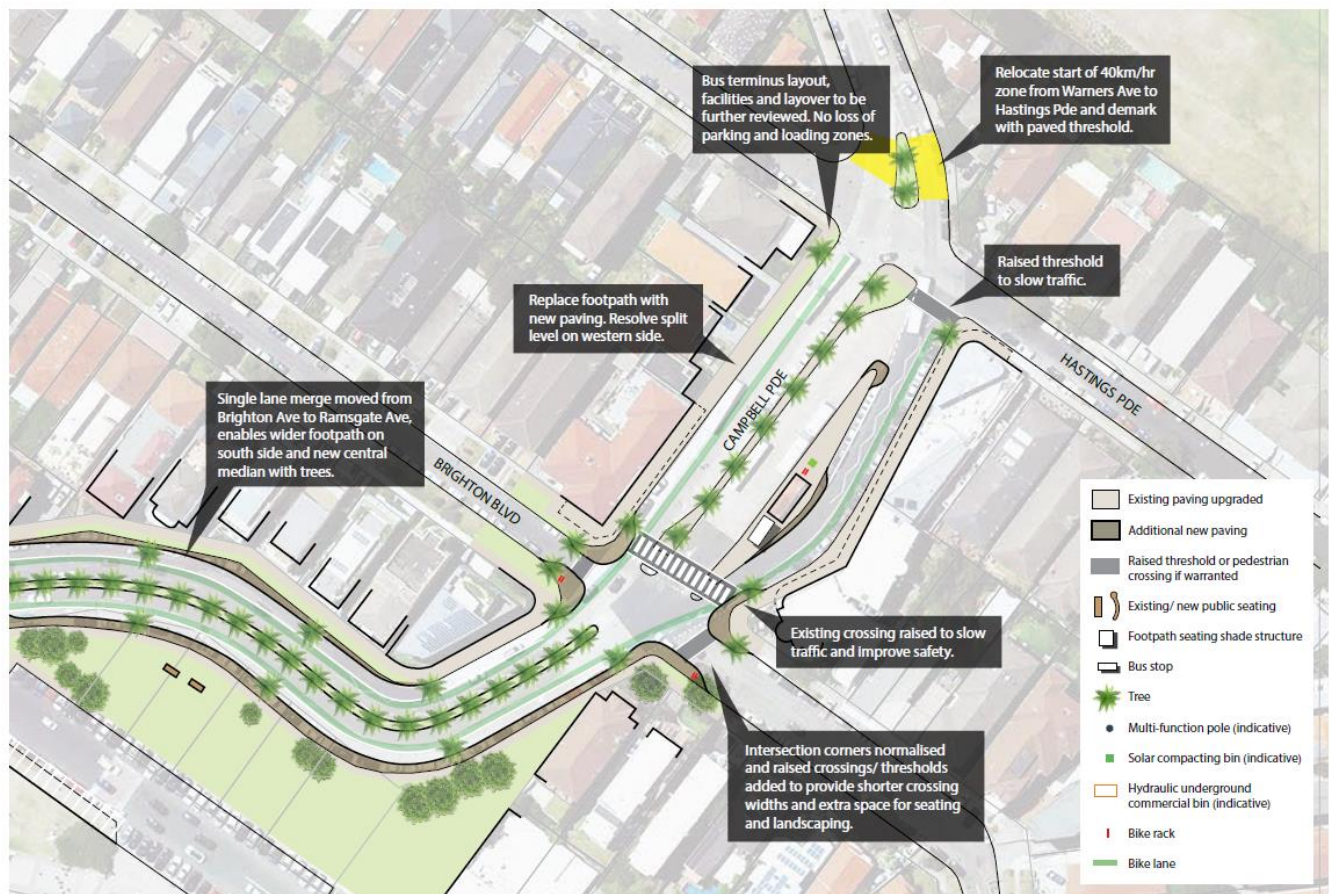 Bus terminus layout,
facilities and layover to be
further reviewed. No loss of
parking and loading zones.
Relocate start of 40km/hr
zone from Warners Ave to
Hastings Pde and demark
with paved threshold.
Raised threshold
to slow traffic.
Replace footpath with
new paving. Resolve split
level on western side.
HASTINGS PDE
CAMPBELL PDE
Single lane merge moved from
Brighton Ave to Ramsgate Ave,
enables wider footpath on
south side and new central
median with trees.
BRIGHTON BLVD
Existing crossing raised to slow
traffic and improve safety.
Intersection corners normalised
and raised crossings/ thresholds
added to provide shorter crossing
widths and extra space for seating
and landscaping.
Existing paving upgraded
Additional new paving
Raised threshold or pedestrian
crossing if warranted
Existing/ new public seating
Footpath seating shade structure
Bus stop
Tree
Multi-function pole (indicative)
Solar compacting bin (indicative)
Hydraulic underground
commercial bin (indicative)
Bike rack
Bike lane